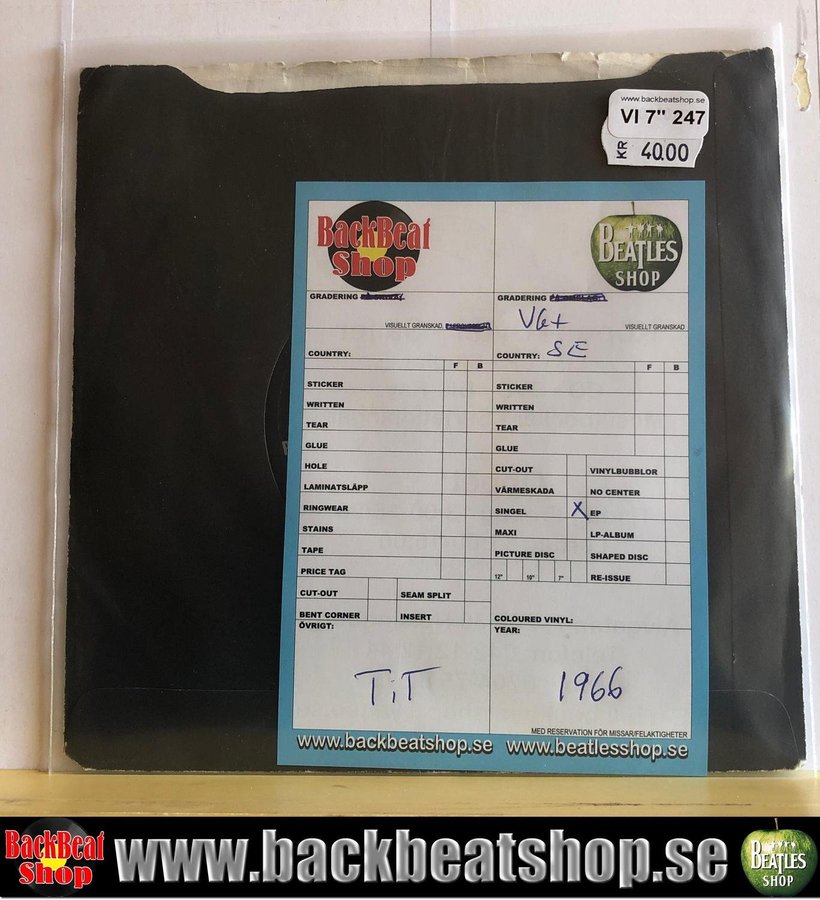 www.backbeatshop.se
VI 7" 247
KR 40.00
BackBeat
Shop
BEATLES
SHOP
GRADERING
VISUELLT GRANSKAD,
COUNTRY:
F B
STICKER
WRITTEN
TEAR
GLUE
HOLE
LAMINATSLÄPP
RINGWEAR
STAINS
TAPE
PRICE TAG
CUT-OUT SEAM SPLIT
BENT CORNER INSERT
ÖVRIGT:
TiT
GRADERING
VG+
VISUELLT GRANSKAD
COUNTRY: SE
F B
STICKER
WRITTEN
TEAR
GLUE
CUT-OUT VINYLBUBBLOR
VÄRMESKADA NO CENTER
SINGEL X EP
MAXI LP-ALBUM
PICTURE DISC SHAPED DISC
12" 10" 7" RE-ISSUE
COLOURED VINYL:
YEAR:
1966
MED RESERVATION FÖR MISSAR/FELAKTIGHETER
www.backbeatshop.se www.beatlesshop.se
BackBeat
Shop
www.backbeatshop.se
BEATLES
SHOP